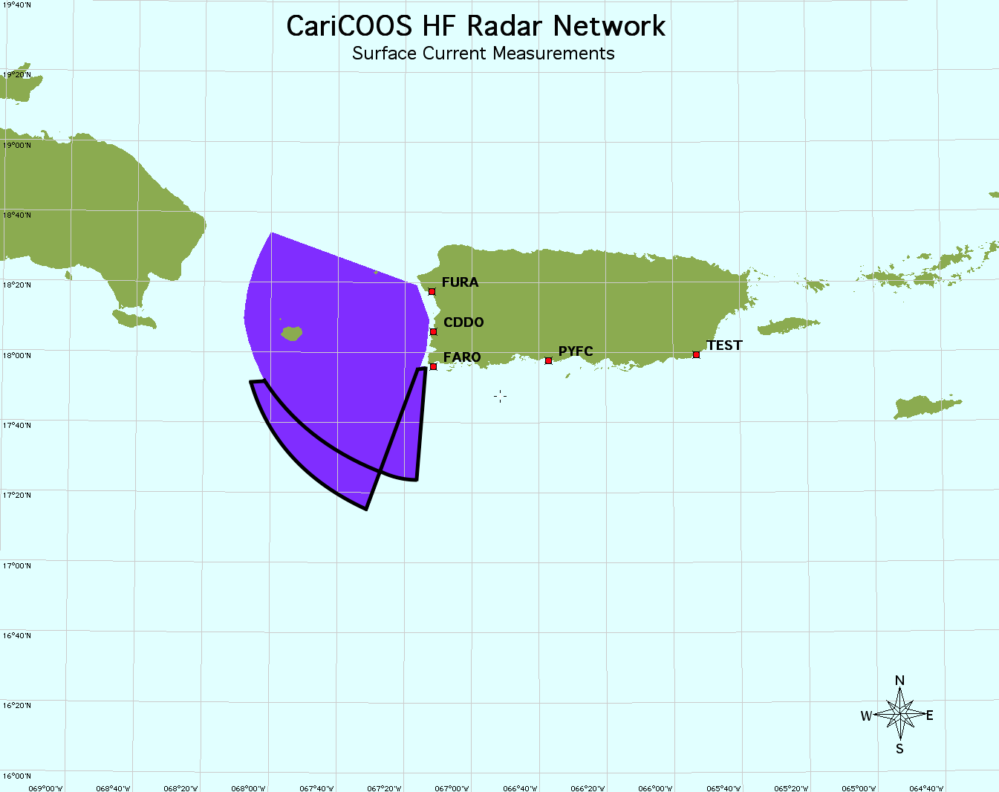 19°40'N
CariCOOS HF Radar Network
Surface Current Measurements
19°20'N
19°00'N
18°40'N
18°20'N
FURA
CDDO
18°00'N
FARO
PYFC
TEST
17°40'N
17°20'N
17°00'N
16°40'N
16°20'N
N
W
E
S
16°00'N
069°00'W 068°40'W 068°20'W 068°00'W 067°40'W 067°20'W 067°00'W 066°40'W 066°20'W 066°00'W 065°40'W 065°20'W 065°00'W 064°40'W